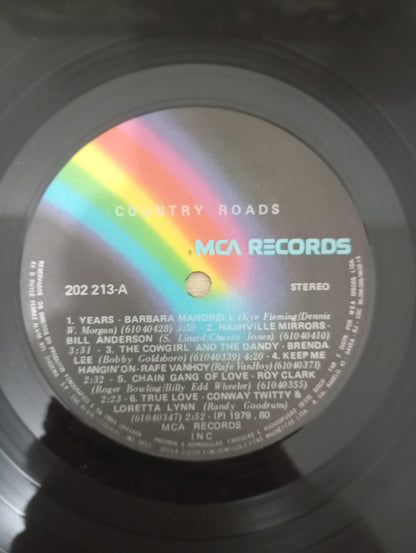 COUNTRY ROADS
MCA RECORDS
202 213-A
STEREO
1. YEARS - BARBARA MANDRELL (Kye Fleming/Dennis
W. Morgan) (61040428) 3:50 - 2. NASHVILLE MIRRORS -
BILL ANDERSON (S. Linard/Chance Jones) (61040410)
3:31 - 3. THE COWGIRL AND THE DANDY - BRENDA
LEE (Bobby Goldsboro) (61040339) 4:20 - 4. KEEP ME
HANGIN' ON - RAFE VANHOY (Rafe VanHoy) (61040371)
2:32 - 5. CHAIN GANG OF LOVE - ROY CLARK
(Roger Bowling/Billy Edd Wheeler) (61040355)
2:23 - 6. TRUE LOVE - CONWAY TWITTY &
LORETTA LYNN (Randy Goodrum)
(61040347) 2:52 - (P) 1979, 80
MCA RECORDS
INC